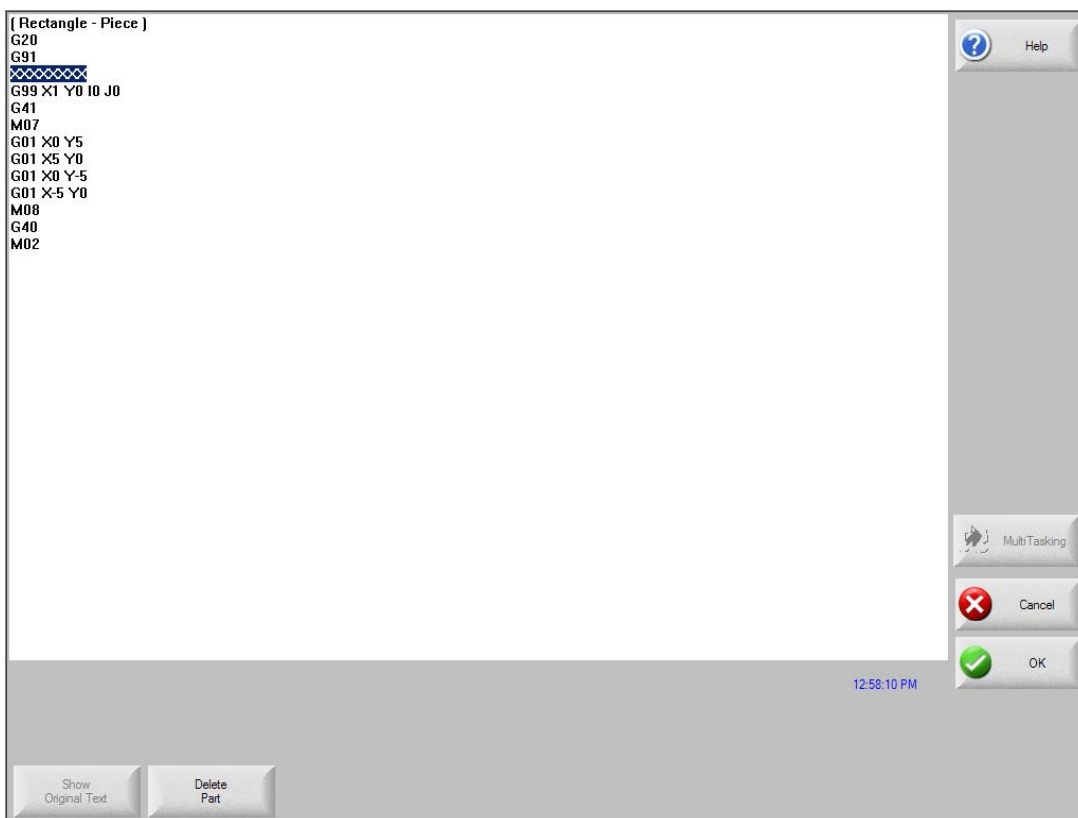 ( Rectangle - Piece )
G20
G91
XXXXXXXX
G99 X1 Y0 I0 J0
G41
M07
G01 X0 Y5
G01 X5 Y0
G01 X0 Y-5
G01 X-5 Y0
M08
G40
M02
Help
MultiTasking
Cancel
OK
12:58:10 PM
Show
Original Text
Delete
Part